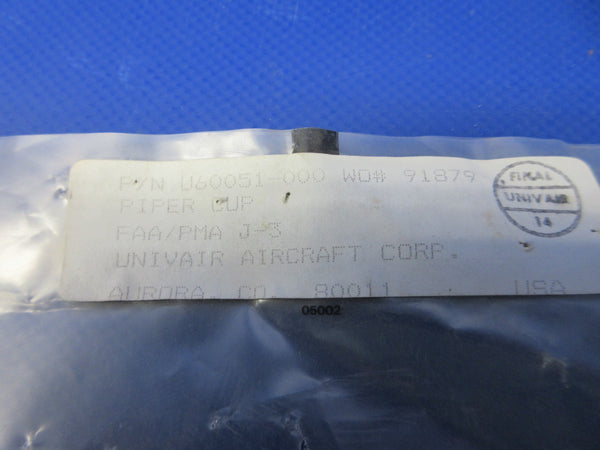 P/N U60051-000 WO# 91879
PIPER CUP
FAA/PMA J-3
UNIVAIR AIRCRAFT CORP.
AURORA, CO 80011 USA
FINAL
UNIVAIR
14
05002